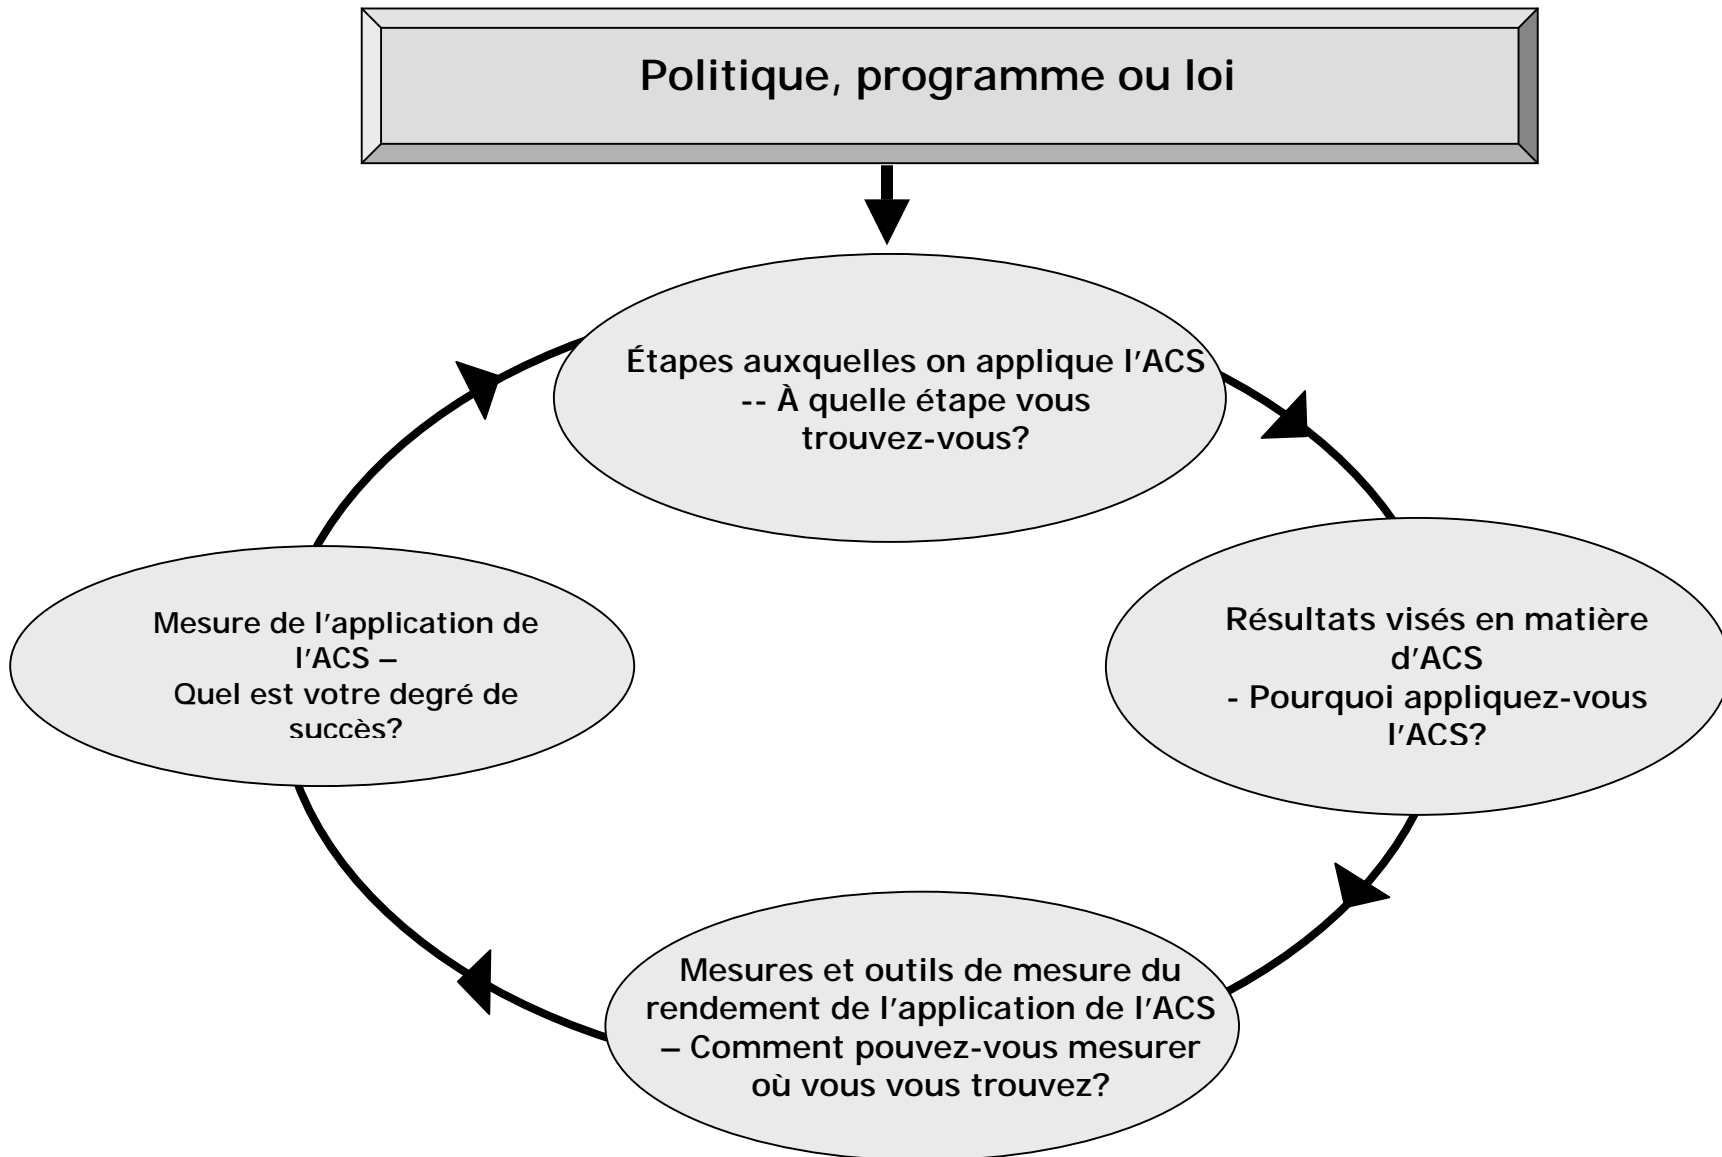 Politique, programme ou loi
Étapes auxquelles on applique l'ACS
-- À quelle étape vous
trouvez-vous?
Résultats visés en matière
d'ACS
- Pourquoi appliquez-vous
l'ACS?
Mesures et outils de mesure du
rendement de l'application de l'ACS
– Comment pouvez-vous mesurer
où vous vous trouvez?
Mesure de l'application de
l'ACS –
Quel est votre degré de
succès?